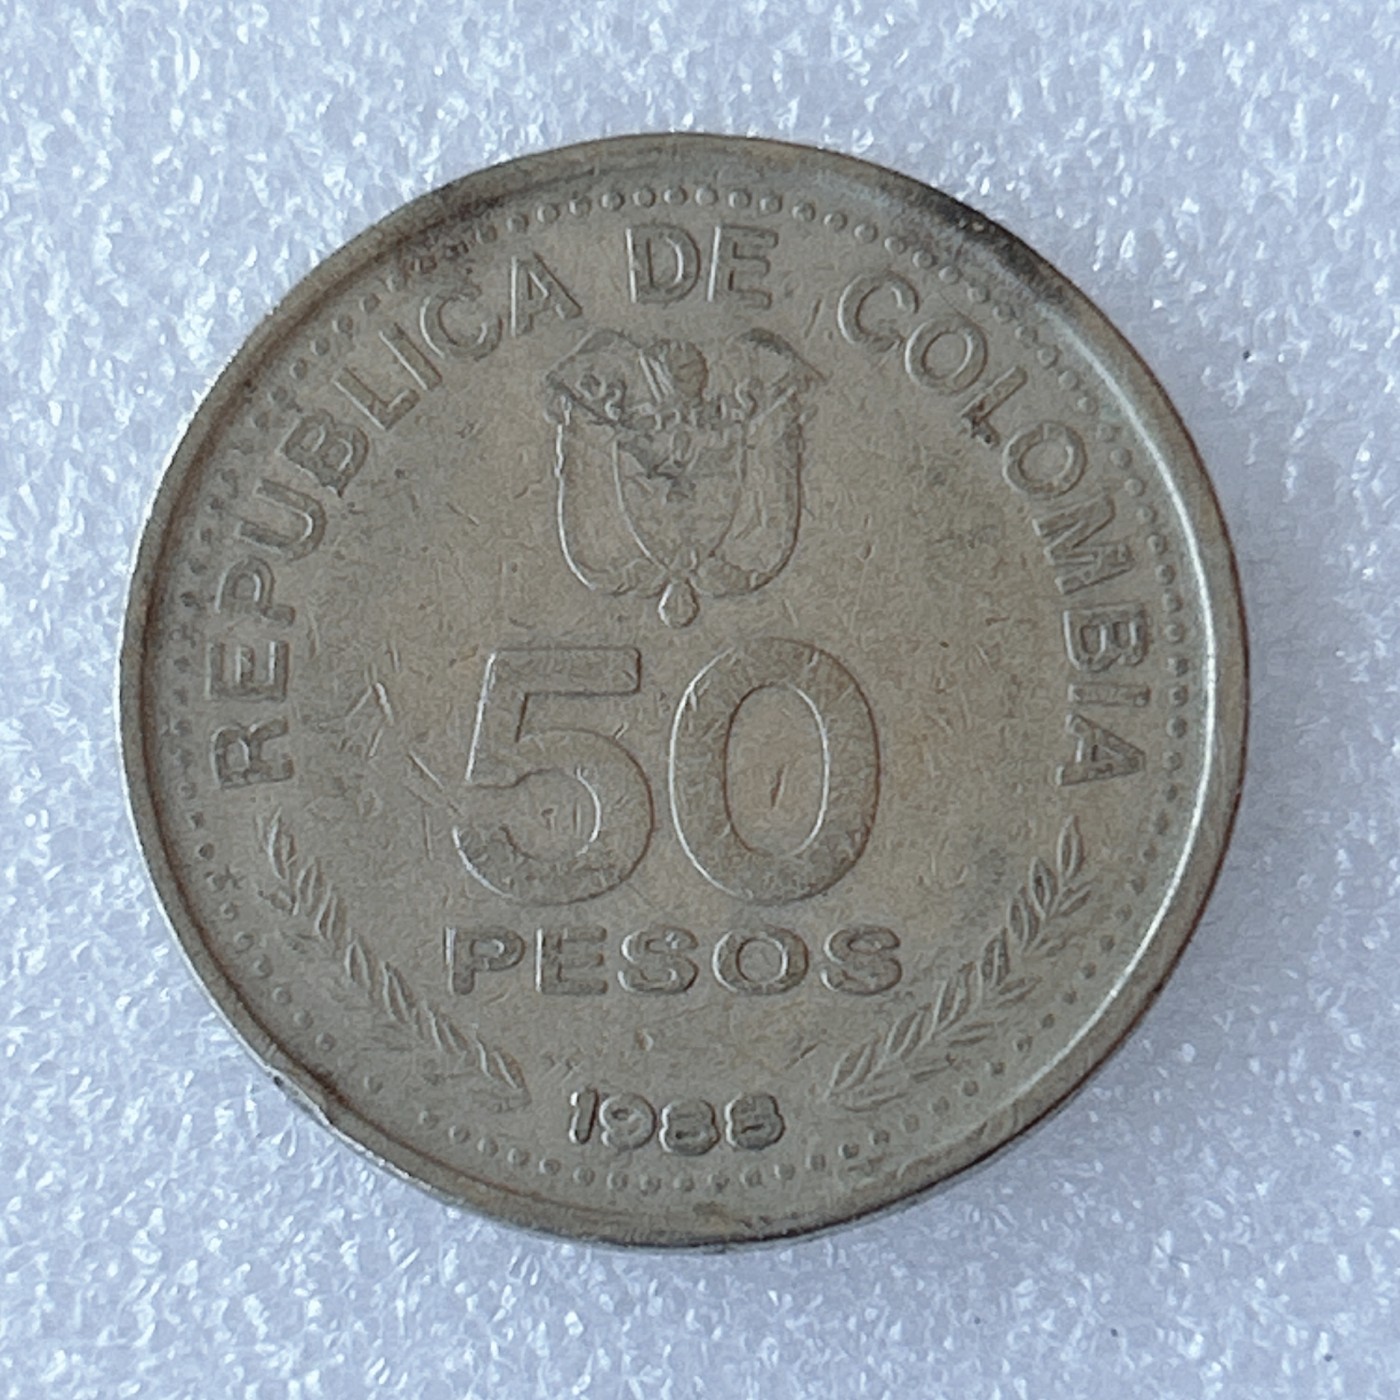 REPUBLICA DE COLOMBIA
50
PESOS
1988